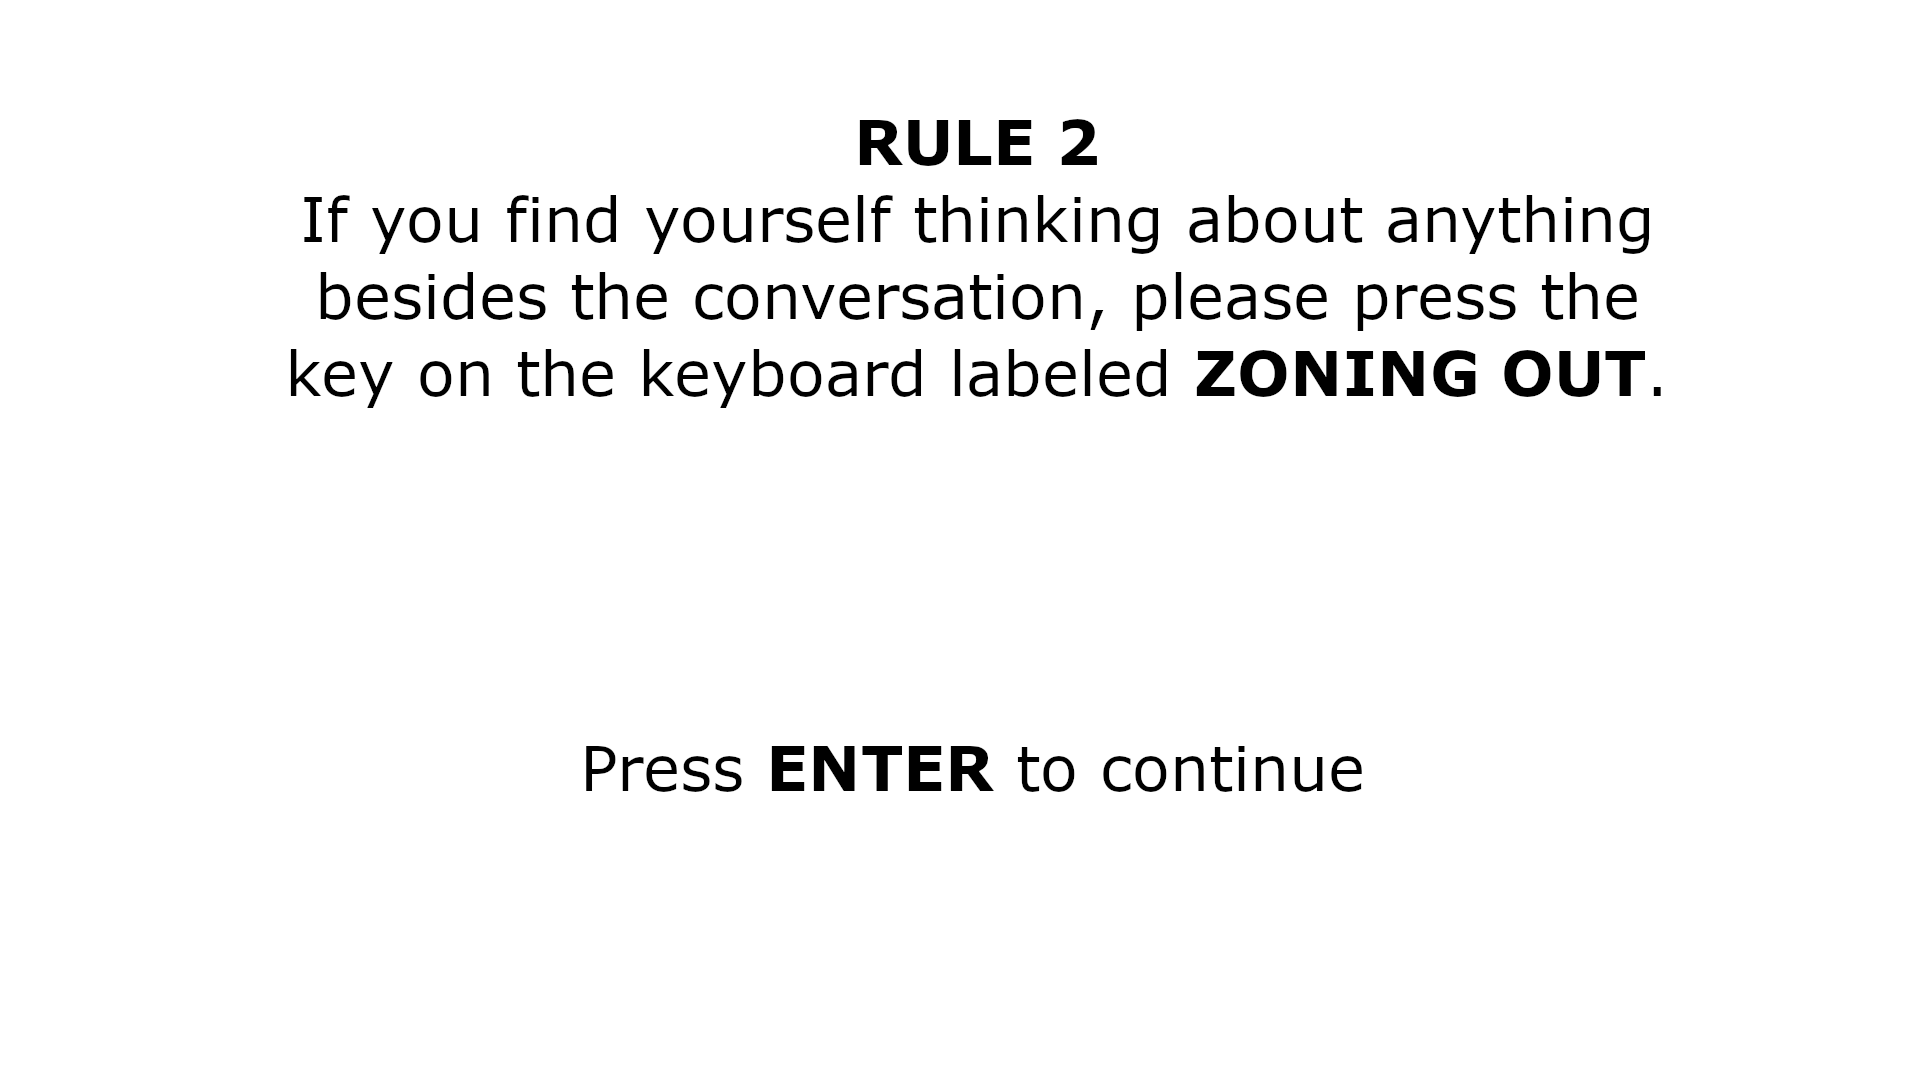 RULE 2
If you find yourself thinking about anything
besides the conversation, please press the
key on the keyboard labeled ZONING OUT.
Press ENTER to continue